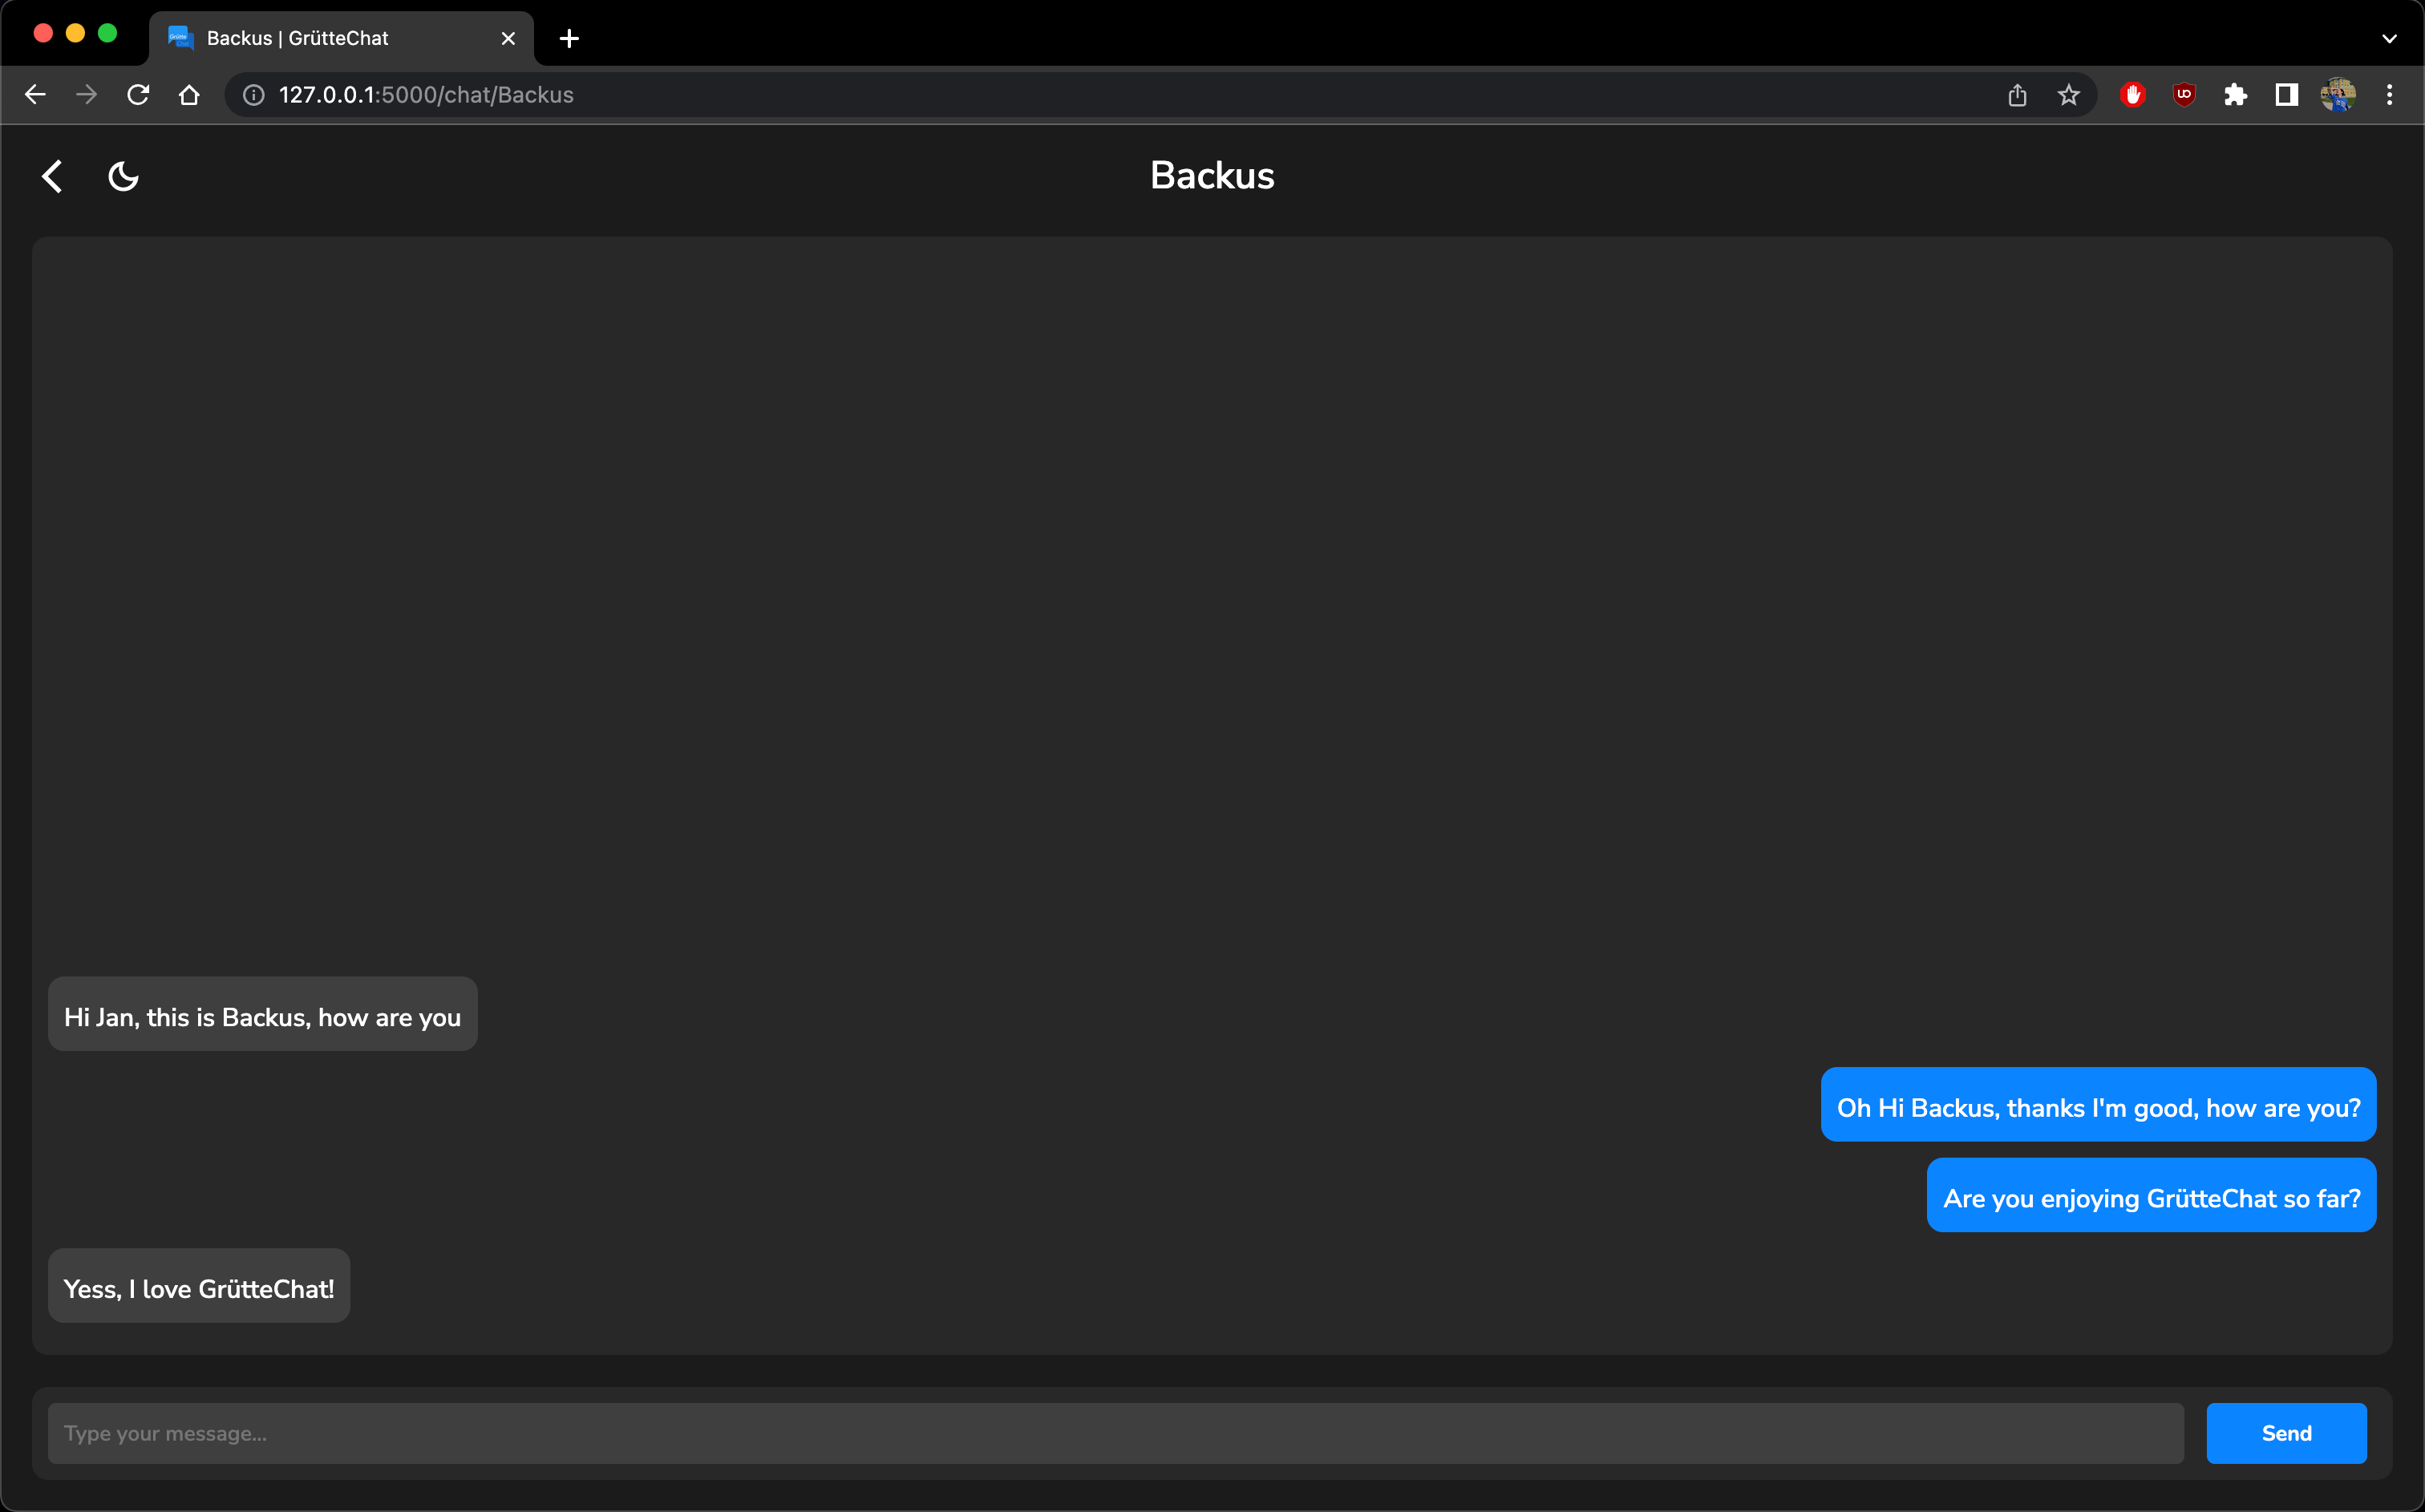 Backus | GrütteChat
127.0.0.1:5000/chat/Backus
Backus
Hi Jan, this is Backus, how are you
Oh Hi Backus, thanks I'm good, how are you?
Are you enjoying GrütteChat so far?
Yess, I love GrütteChat!
Type your message...
Send